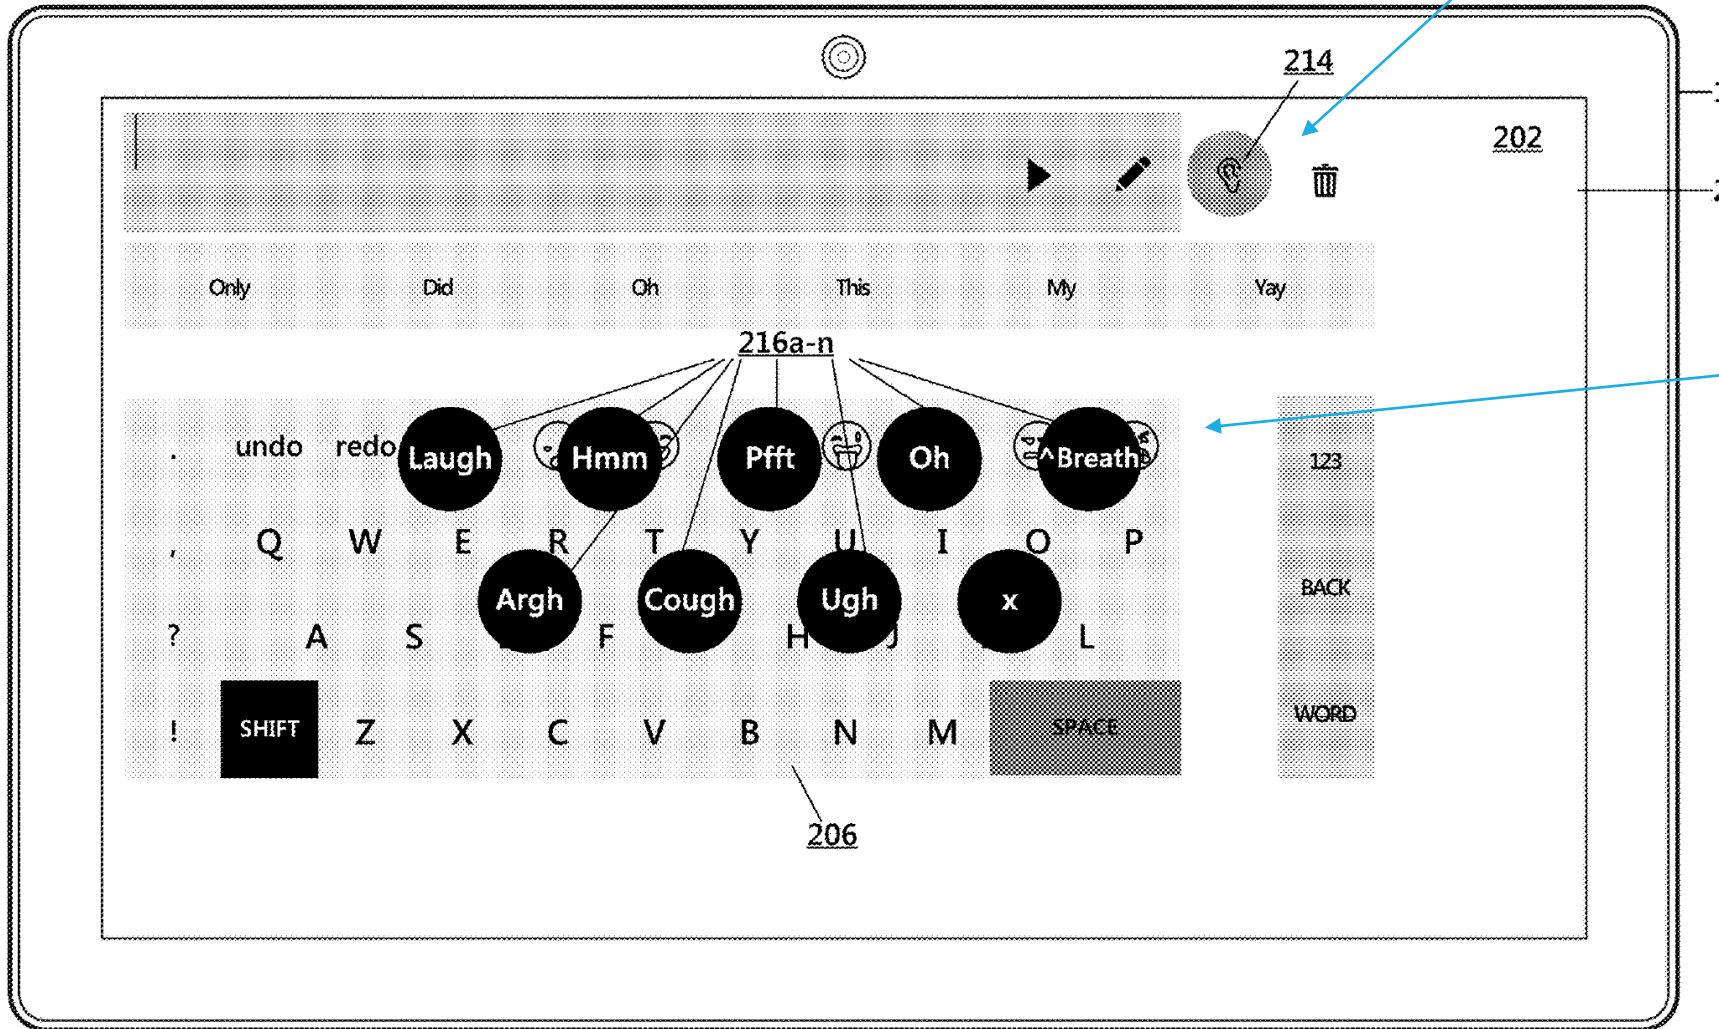 214
202
Only Did Oh This My Yay
216a-n
. undo redo Laugh Hmm Pfft Oh ^Breath 123
, Q W E R T Y U I O P
BACK
Argh Cough Ugh x
? A S F H J L
! SHIFT Z X C V B N M SPACE WORD
206